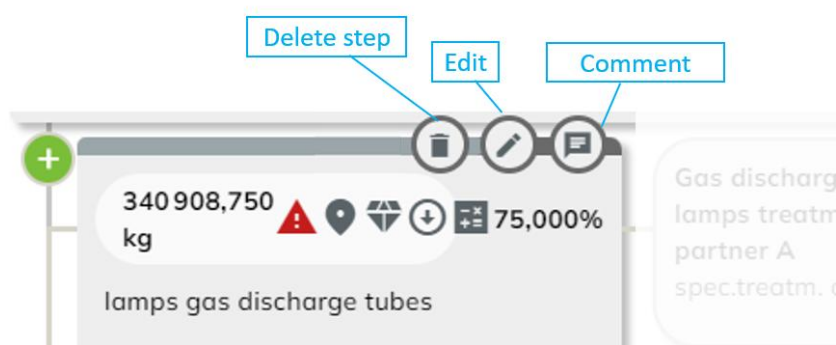 Delete step
Edit
Comment
340 908,750
kg
75,000%
lamps gas discharge tubes
Gas discharg
lamps treatm
partner A
spec.treatm.